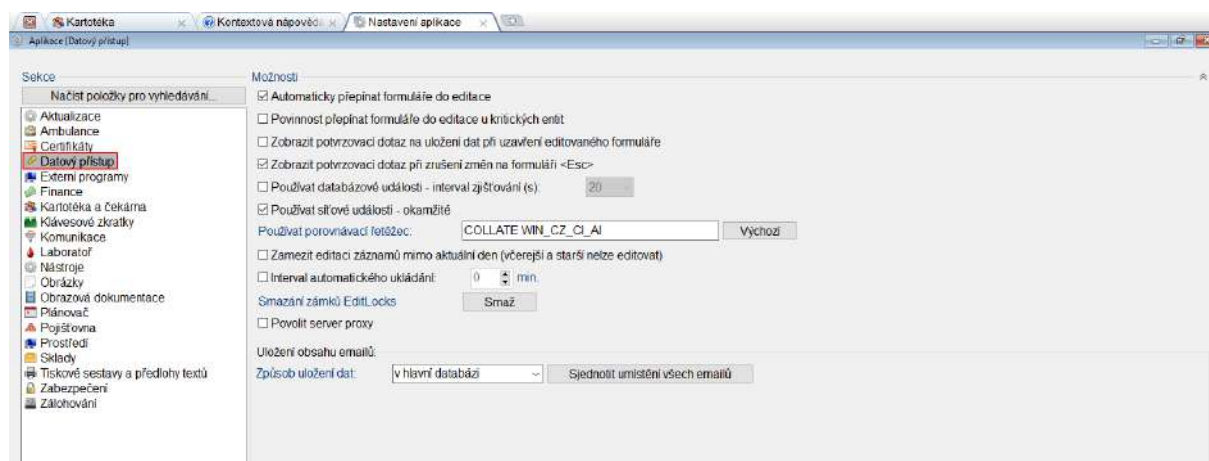 Kartotéka
Kontextová nápověda
Nastavení aplikace
Aplikace [Datový přístup]
Sekce
Načíst položky pro vyhledávání...
Aktualizace
Ambulance
Certifikáty
Datový přístup
Externí programy
Finance
Kartotéka a čekárna
Klávesové zkratky
Komunikace
Laboratoř
Nástroje
Obrázky
Obrazová dokumentace
Plánovač
Pojišťovna
Prostředí
Sklady
Tiskové sestavy a předlohy textů
Zabezpečení
Zálohování
Možnosti
Automaticky přepínat formuláře do editace
Povinnost přepínat formuláře do editace u kritických entit
Zobrazit potvrzovací dotaz na uložení dat při uzavření editovaného formuláře
Zobrazit potvrzovací dotaz při zrušení změn na formuláři <Esc>
Používat databázové události - interval zjišťování (s): 20
Používat síťové události - okamžité
Používat porovnávací řetězec: COLLATE WIN_CZ_CI_AI Výchozí
Zamezit editaci záznamů mimo aktuální den (včerejší a starší nelze editovat)
Interval automatického ukládání: 0 min.
Smazání zámků EditLocks Smaž
Povolit server proxy
Uložení obsahu emailů:
Způsob uložení dat: v hlavní databázi Sjednotit umístění všech emailů